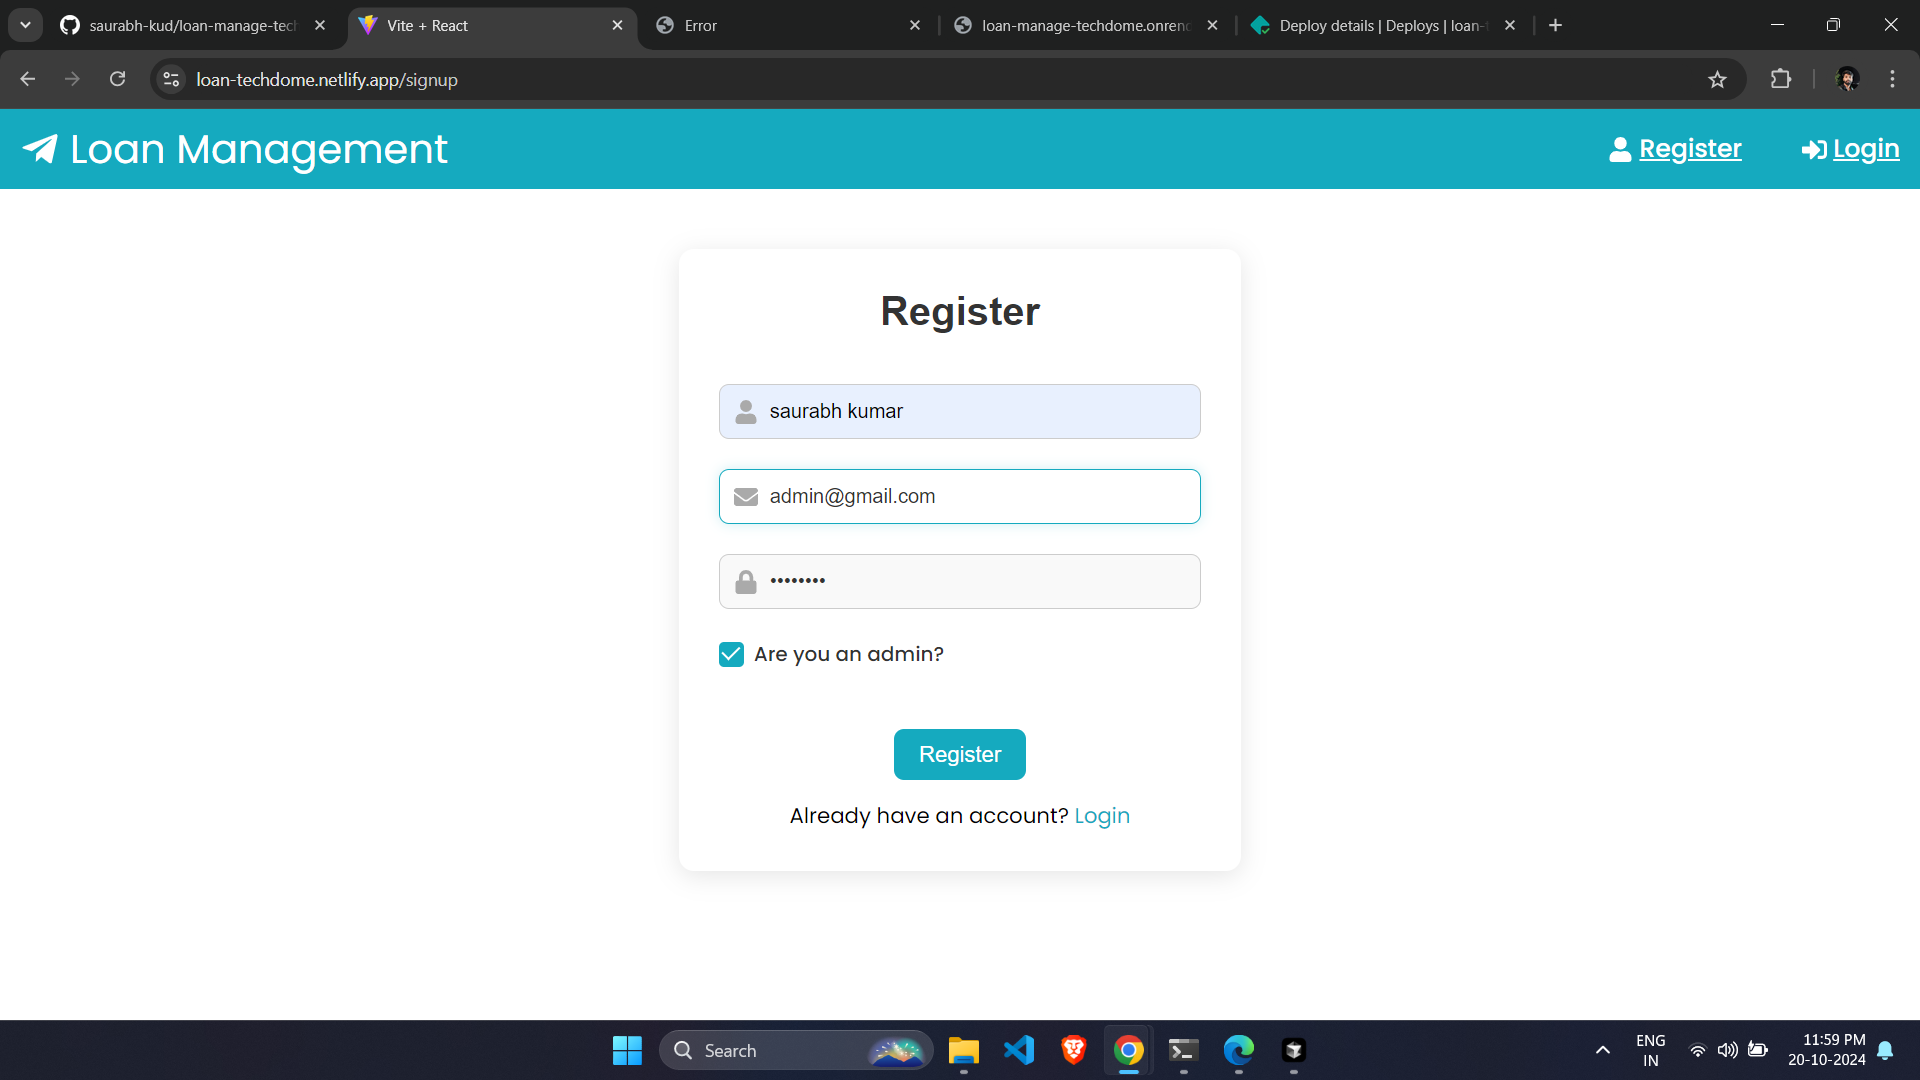 saurabh-kud/loan-manage-tech
Vite + React
Error
loan-manage-techdome.onrend
Deploy details | Deploys | loan-t
loan-techdome.netlify.app/signup
Loan Management
Register
Login
Register
saurabh kumar
admin@gmail.com
••••••••
Are you an admin?
Register
Already have an account? Login
Search
ENG
IN
11:59 PM
20-10-2024